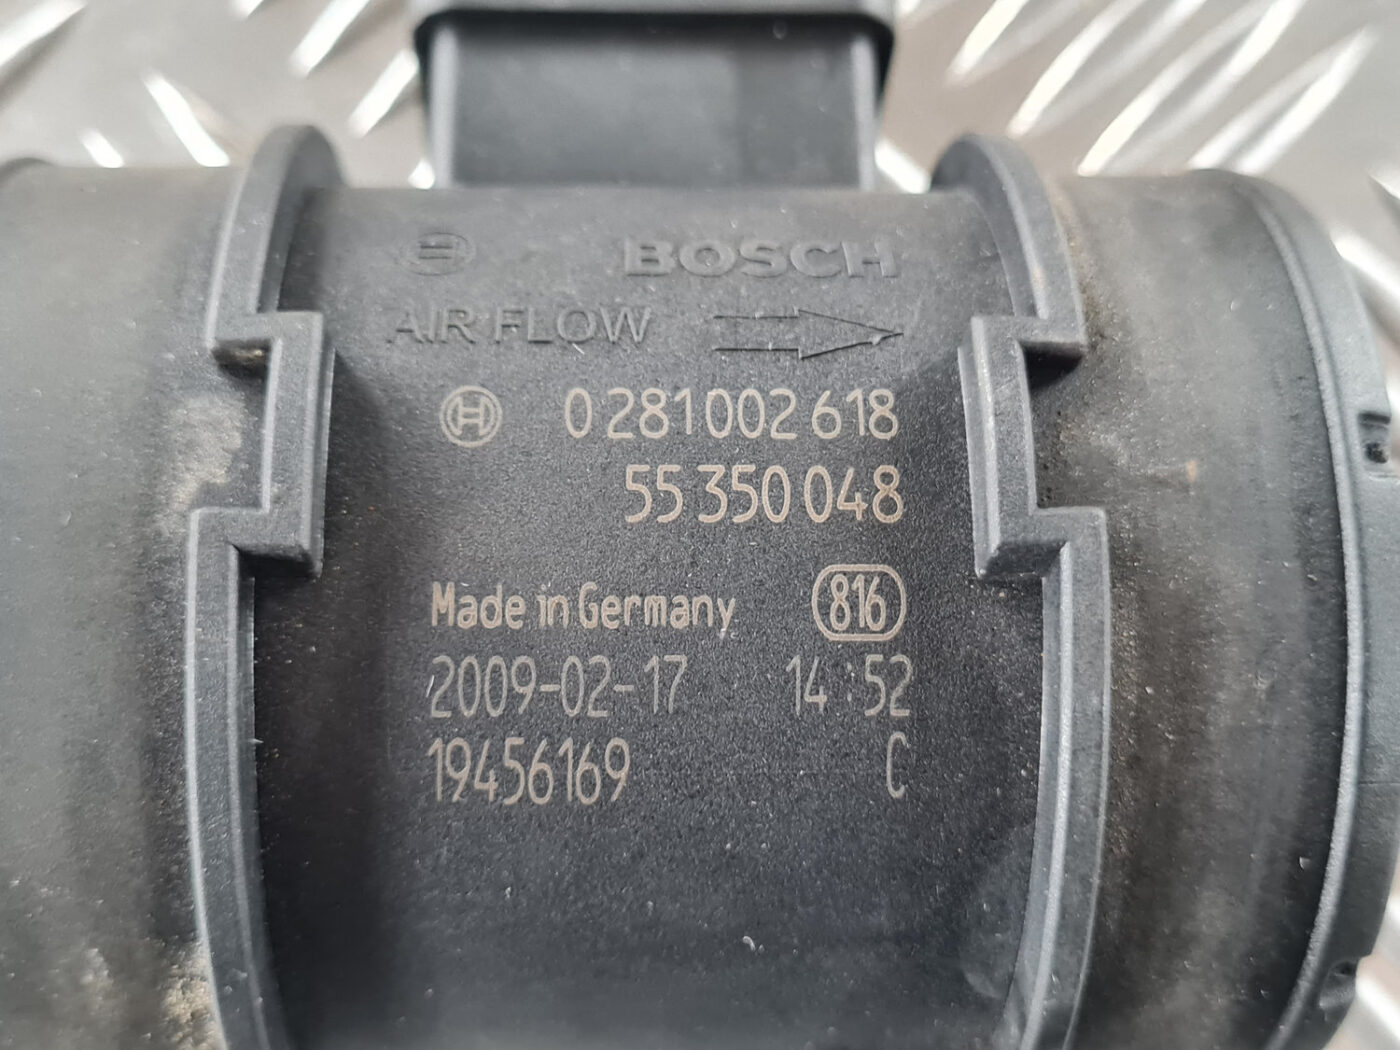 BOSCH
AIR FLOW
0 281 002 618
55 350 048
Made in Germany 816
2009-02-17 14:52
19456169 C